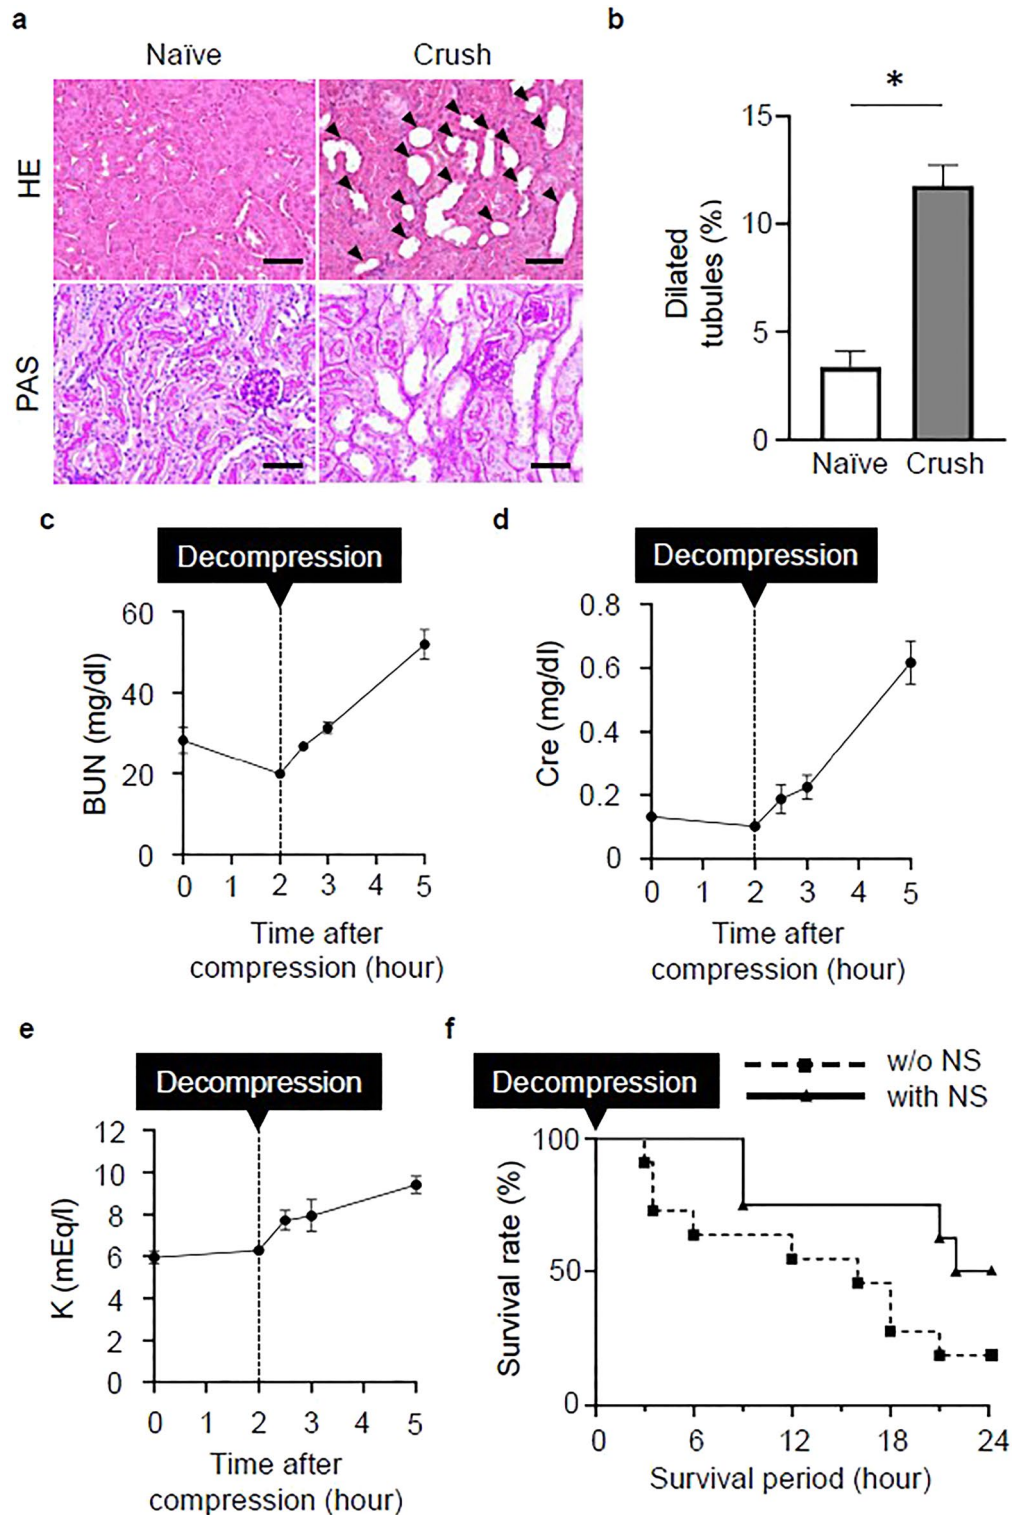 a
Naïve
Crush
HE
PAS
b
*
15
10
5
0
Dilated
tubules (%)
Naïve
Crush
c
Decompression
60
40
20
0
BUN (mg/dl)
0 1 2 3 4 5
Time after
compression (hour)
d
Decompression
0.8
0.6
0.4
0.2
0
Cre (mg/dl)
0 1 2 3 4 5
Time after
compression (hour)
e
Decompression
12
10
8
6
4
2
0
K (mEq/l)
0 1 2 3 4 5
Time after
compression (hour)
f
Decompression
w/o NS
with NS
100
50
0
Survival rate (%)
0 6 12 18 24
Survival period (hour)